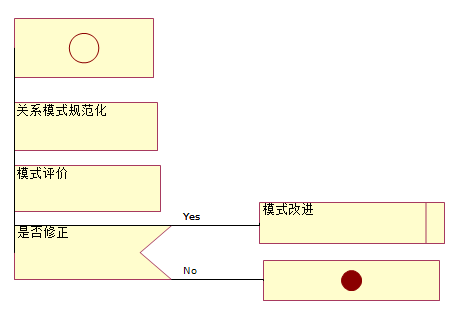 关系模式规范化
模式评价
Yes
模式改进
是否修正
No